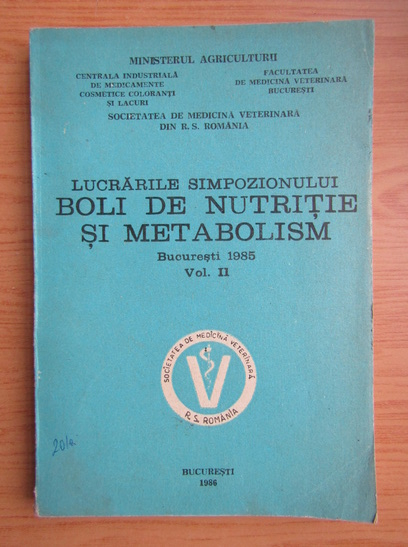 MINISTERUL AGRICULTURII
CENTRALA INDUSTRIALĂ
DE MEDICAMENTE
COSMETICE COLORANȚI
ȘI LACURI
FACULTATEA
DE MEDICINĂ VETERINARĂ
BUCUREȘTI
SOCIETATEA DE MEDICINĂ VETERINARĂ
DIN R. S. ROMÂNIA
LUCRĂRILE SIMPOZIONULUI
BOLI DE NUTRIȚIE
ȘI METABOLISM
București 1985
Vol. II
SOCIETATEA DE MEDICINĂ VETERINARĂ
V
R. S. ROMÂNIA
BUCUREȘTI
1986